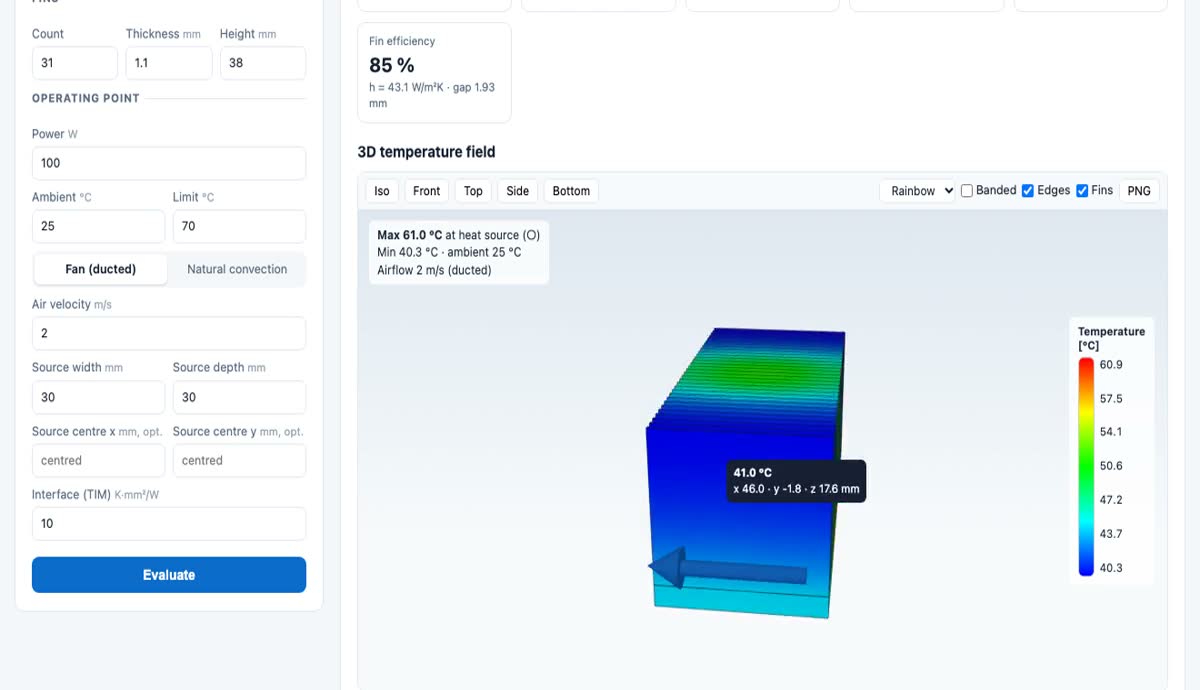 Count
Thickness mm
Height mm
31
1.1
38
OPERATING POINT
Power W
100
Ambient °C
Limit °C
25
70
Fan (ducted)
Natural convection
Air velocity m/s
2
Source width mm
Source depth mm
30
30
Source centre x mm, opt.
Source centre y mm, opt.
centred
centred
Interface (TIM) K·mm²/W
10
Evaluate
Fin efficiency
85 %
h = 43.1 W/m²K · gap 1.93
mm
3D temperature field
Iso
Front
Top
Side
Bottom
Rainbow
Banded
Edges
Fins
PNG
Max 61.0 °C at heat source (O)
Min 40.3 °C · ambient 25 °C
Airflow 2 m/s (ducted)
41.0 °C
x 46.0 · y -1.8 · z 17.6 mm
Temperature
[°C]
60.9
57.5
54.1
50.6
47.2
43.7
40.3